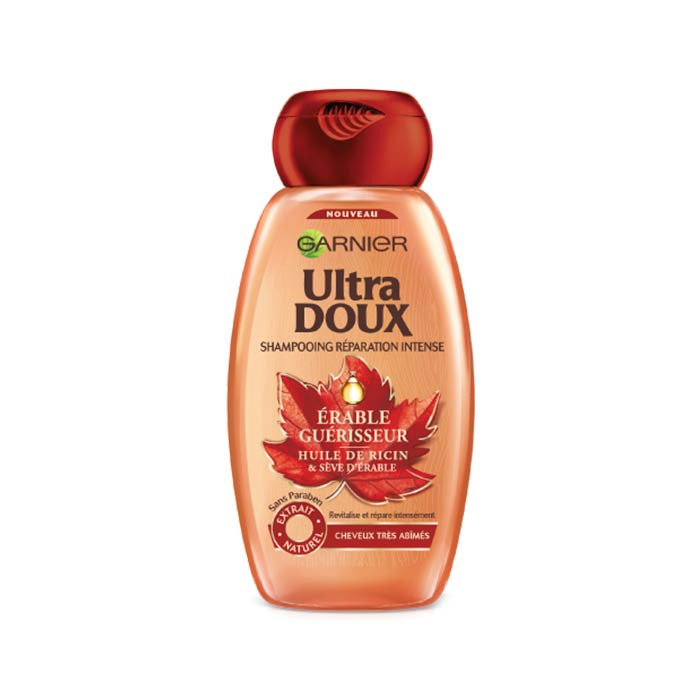 NOUVEAU
GARNIER
Ultra
DOUX
SHAMPOOING RÉPARATION INTENSE
ÉRABLE
GUÉRISSEUR
HUILE DE RICIN
& SÈVE D'ÉRABLE
Sans Paraben
EXTRAIT
NATUREL
Revitalise et répare intensément
CHEVEUX TRÈS ABÎMÉS